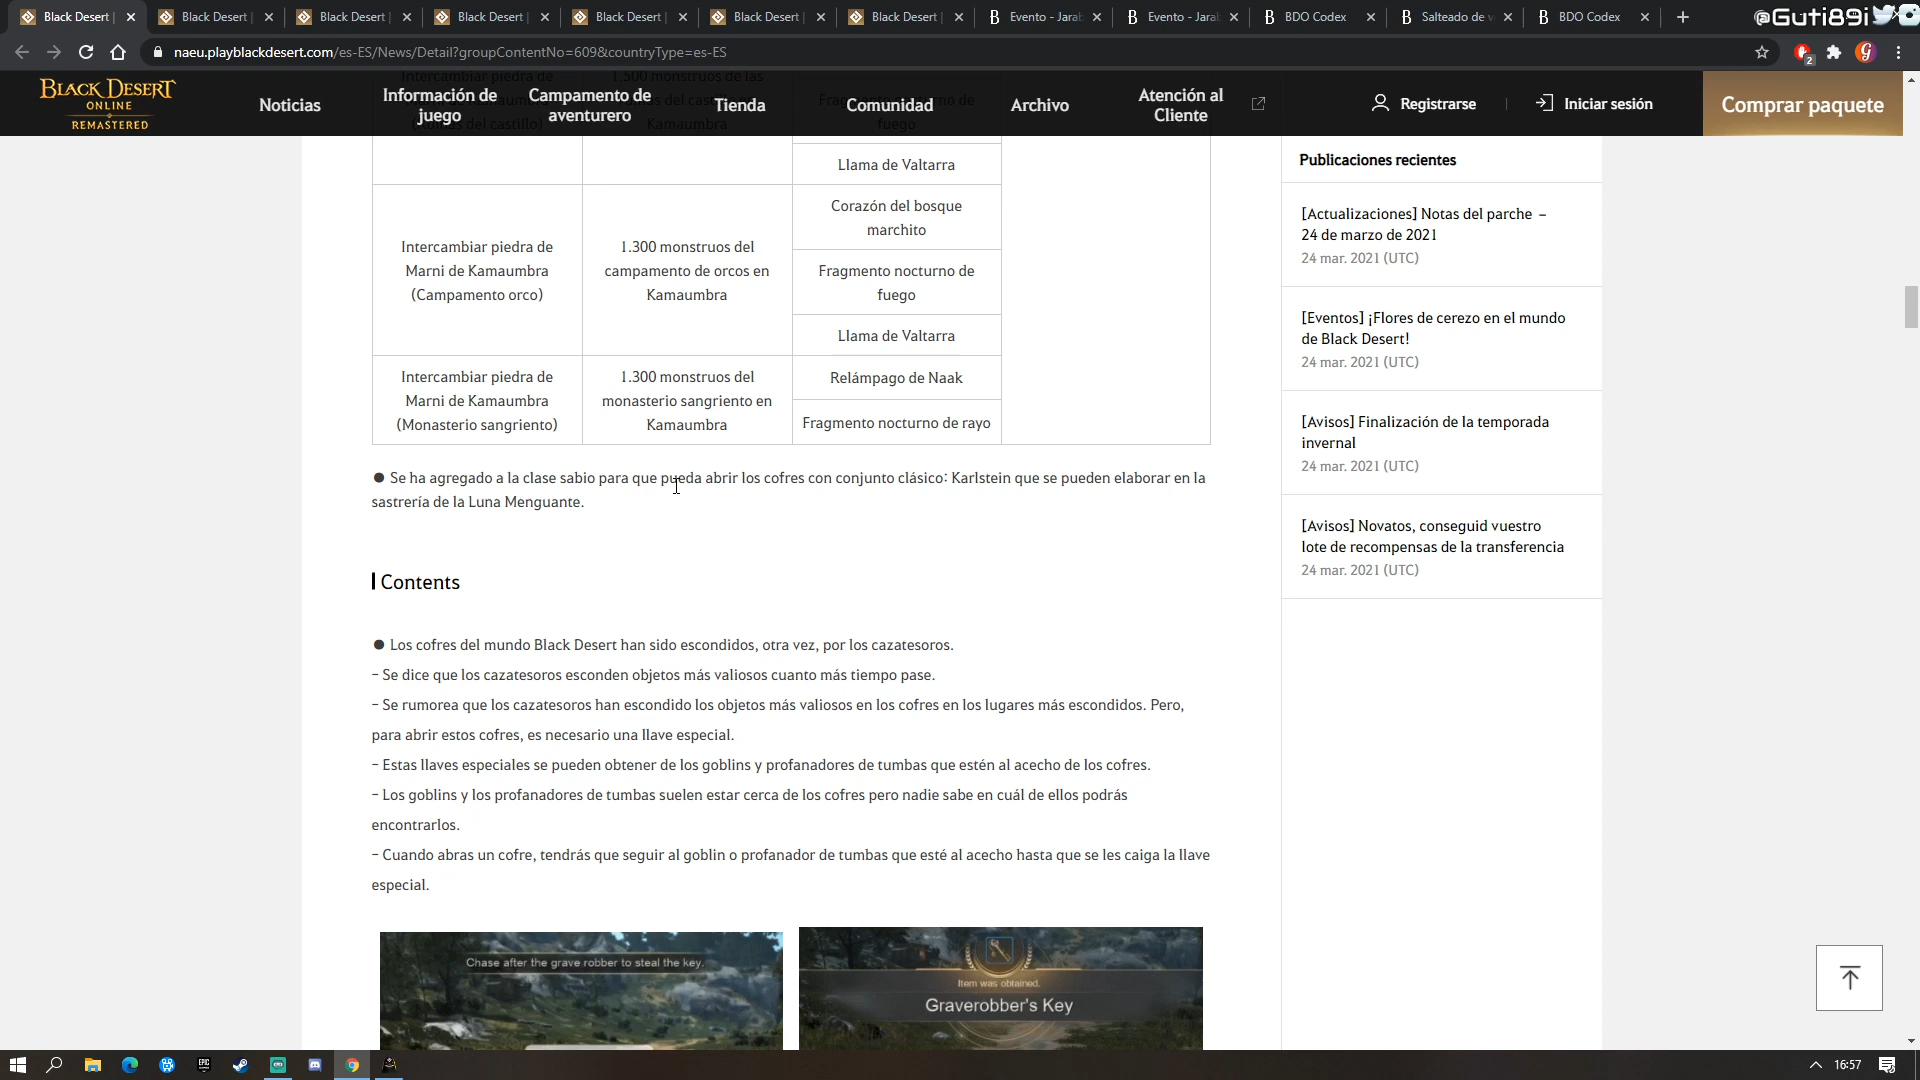 Black Desert |
Black Desert
Black Desert
Black Desert
Black Desert
Black Desert
Black Desert
Evento - Jarab
Evento - Jarab
BDO Codex
Salteado de v
BDO Codex
@Guti89i
naeu.playblackdesert.com/es-ES/News/Detail?groupContentNo=609&countryType=es-ES
2
BLACK DESERT
ONLINE
REMASTERED
Noticias
Información de
juego
Campamento de
aventurero
Tienda
Comunidad
Archivo
Atención al
Cliente
Registrarse
Iniciar sesión
Comprar paquete
Intercambiar piedra de
1.500 monstruos de las
Kamaumbra
fuego
Llama de Valtarra
Intercambiar piedra de
Marni de Kamaumbra
(Campamento orco)
1.300 monstruos del
campamento de orcos en
Kamaumbra
Corazón del bosque
marchito
Fragmento nocturno de
fuego
Llama de Valtarra
Intercambiar piedra de
Marni de Kamaumbra
(Monasterio sangriento)
1.300 monstruos del
monasterio sangriento en
Kamaumbra
Relámpago de Naak
Fragmento nocturno de rayo
● Se ha agregado a la clase sabio para que pueda abrir los cofres con conjunto clásico: Karlstein que se pueden elaborar en la
sastrería de la Luna Menguante.
Contents
● Los cofres del mundo Black Desert han sido escondidos, otra vez, por los cazatesoros.
- Se dice que los cazatesoros esconden objetos más valiosos cuanto más tiempo pase.
- Se rumorea que los cazatesoros han escondido los objetos más valiosos en los cofres en los lugares más escondidos. Pero,
para abrir estos cofres, es necesario una llave especial.
- Estas llaves especiales se pueden obtener de los goblins y profanadores de tumbas que estén al acecho de los cofres.
- Los goblins y los profanadores de tumbas suelen estar cerca de los cofres pero nadie sabe en cuál de ellos podrás
encontrarlos.
- Cuando abras un cofre, tendrás que seguir al goblin o profanador de tumbas que esté al acecho hasta que se les caiga la llave
especial.
Chase after the grave robber to steal the key.
Item was obtained.
Graverobber's Key
Publicaciones recientes
[Actualizaciones] Notas del parche –
24 de marzo de 2021
24 mar. 2021 (UTC)
[Eventos] ¡Flores de cerezo en el mundo
de Black Desert!
24 mar. 2021 (UTC)
[Avisos] Finalización de la temporada
invernal
24 mar. 2021 (UTC)
[Avisos] Novatos, conseguid vuestro
lote de recompensas de la transferencia
24 mar. 2021 (UTC)
16:57